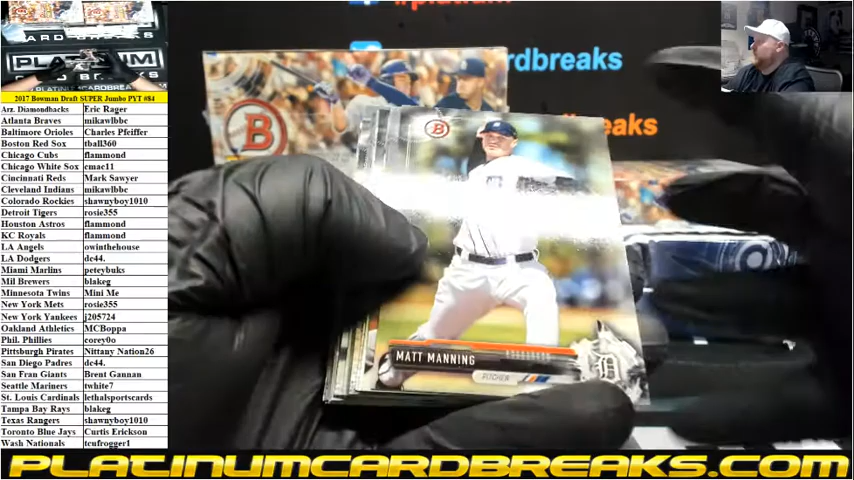 CARD BREAKS
PLATINUM
2017 Bowman Draft SUPER Jumbo PYT #84
Arz. Diamondbacks Eric Rager
Atlanta Braves mikawlbbc
Baltimore Orioles Charles Pfeiffer
Boston Red Sox tball360
Chicago Cubs flammond
Chicago White Sox cmac11
Cincinnati Reds Mark Sawyer
Cleveland Indians mikawlbbc
Colorado Rockies shawnyboy1010
Detroit Tigers rosie355
Houston Astros flammond
KC Royals flammond
LA Angels owinthehouse
LA Dodgers dc44.
Miami Marlins peteybuks
Mil Brewers blakeg
Minnesota Twins Mini Me
New York Mets rosie355
New York Yankees j205724
Oakland Athletics MCBoppa
Phil. Phillies corey0o
Pittsburgh Pirates Nittany Nation26
San Diego Padres dc44.
San Fran Giants Brent Gannan
Seattle Mariners twhite7
St. Louis Cardinals lethalsportscards
Tampa Bay Rays blakeg
Texas Rangers shawnyboy1010
Toronto Blue Jays Curtis Erickson
Wash Nationals tcufrogger1
ardbreaks
eaks
B
B
D
MATT MANNING
PITCHER
D
PLATINUMCARDBREAKS.COM